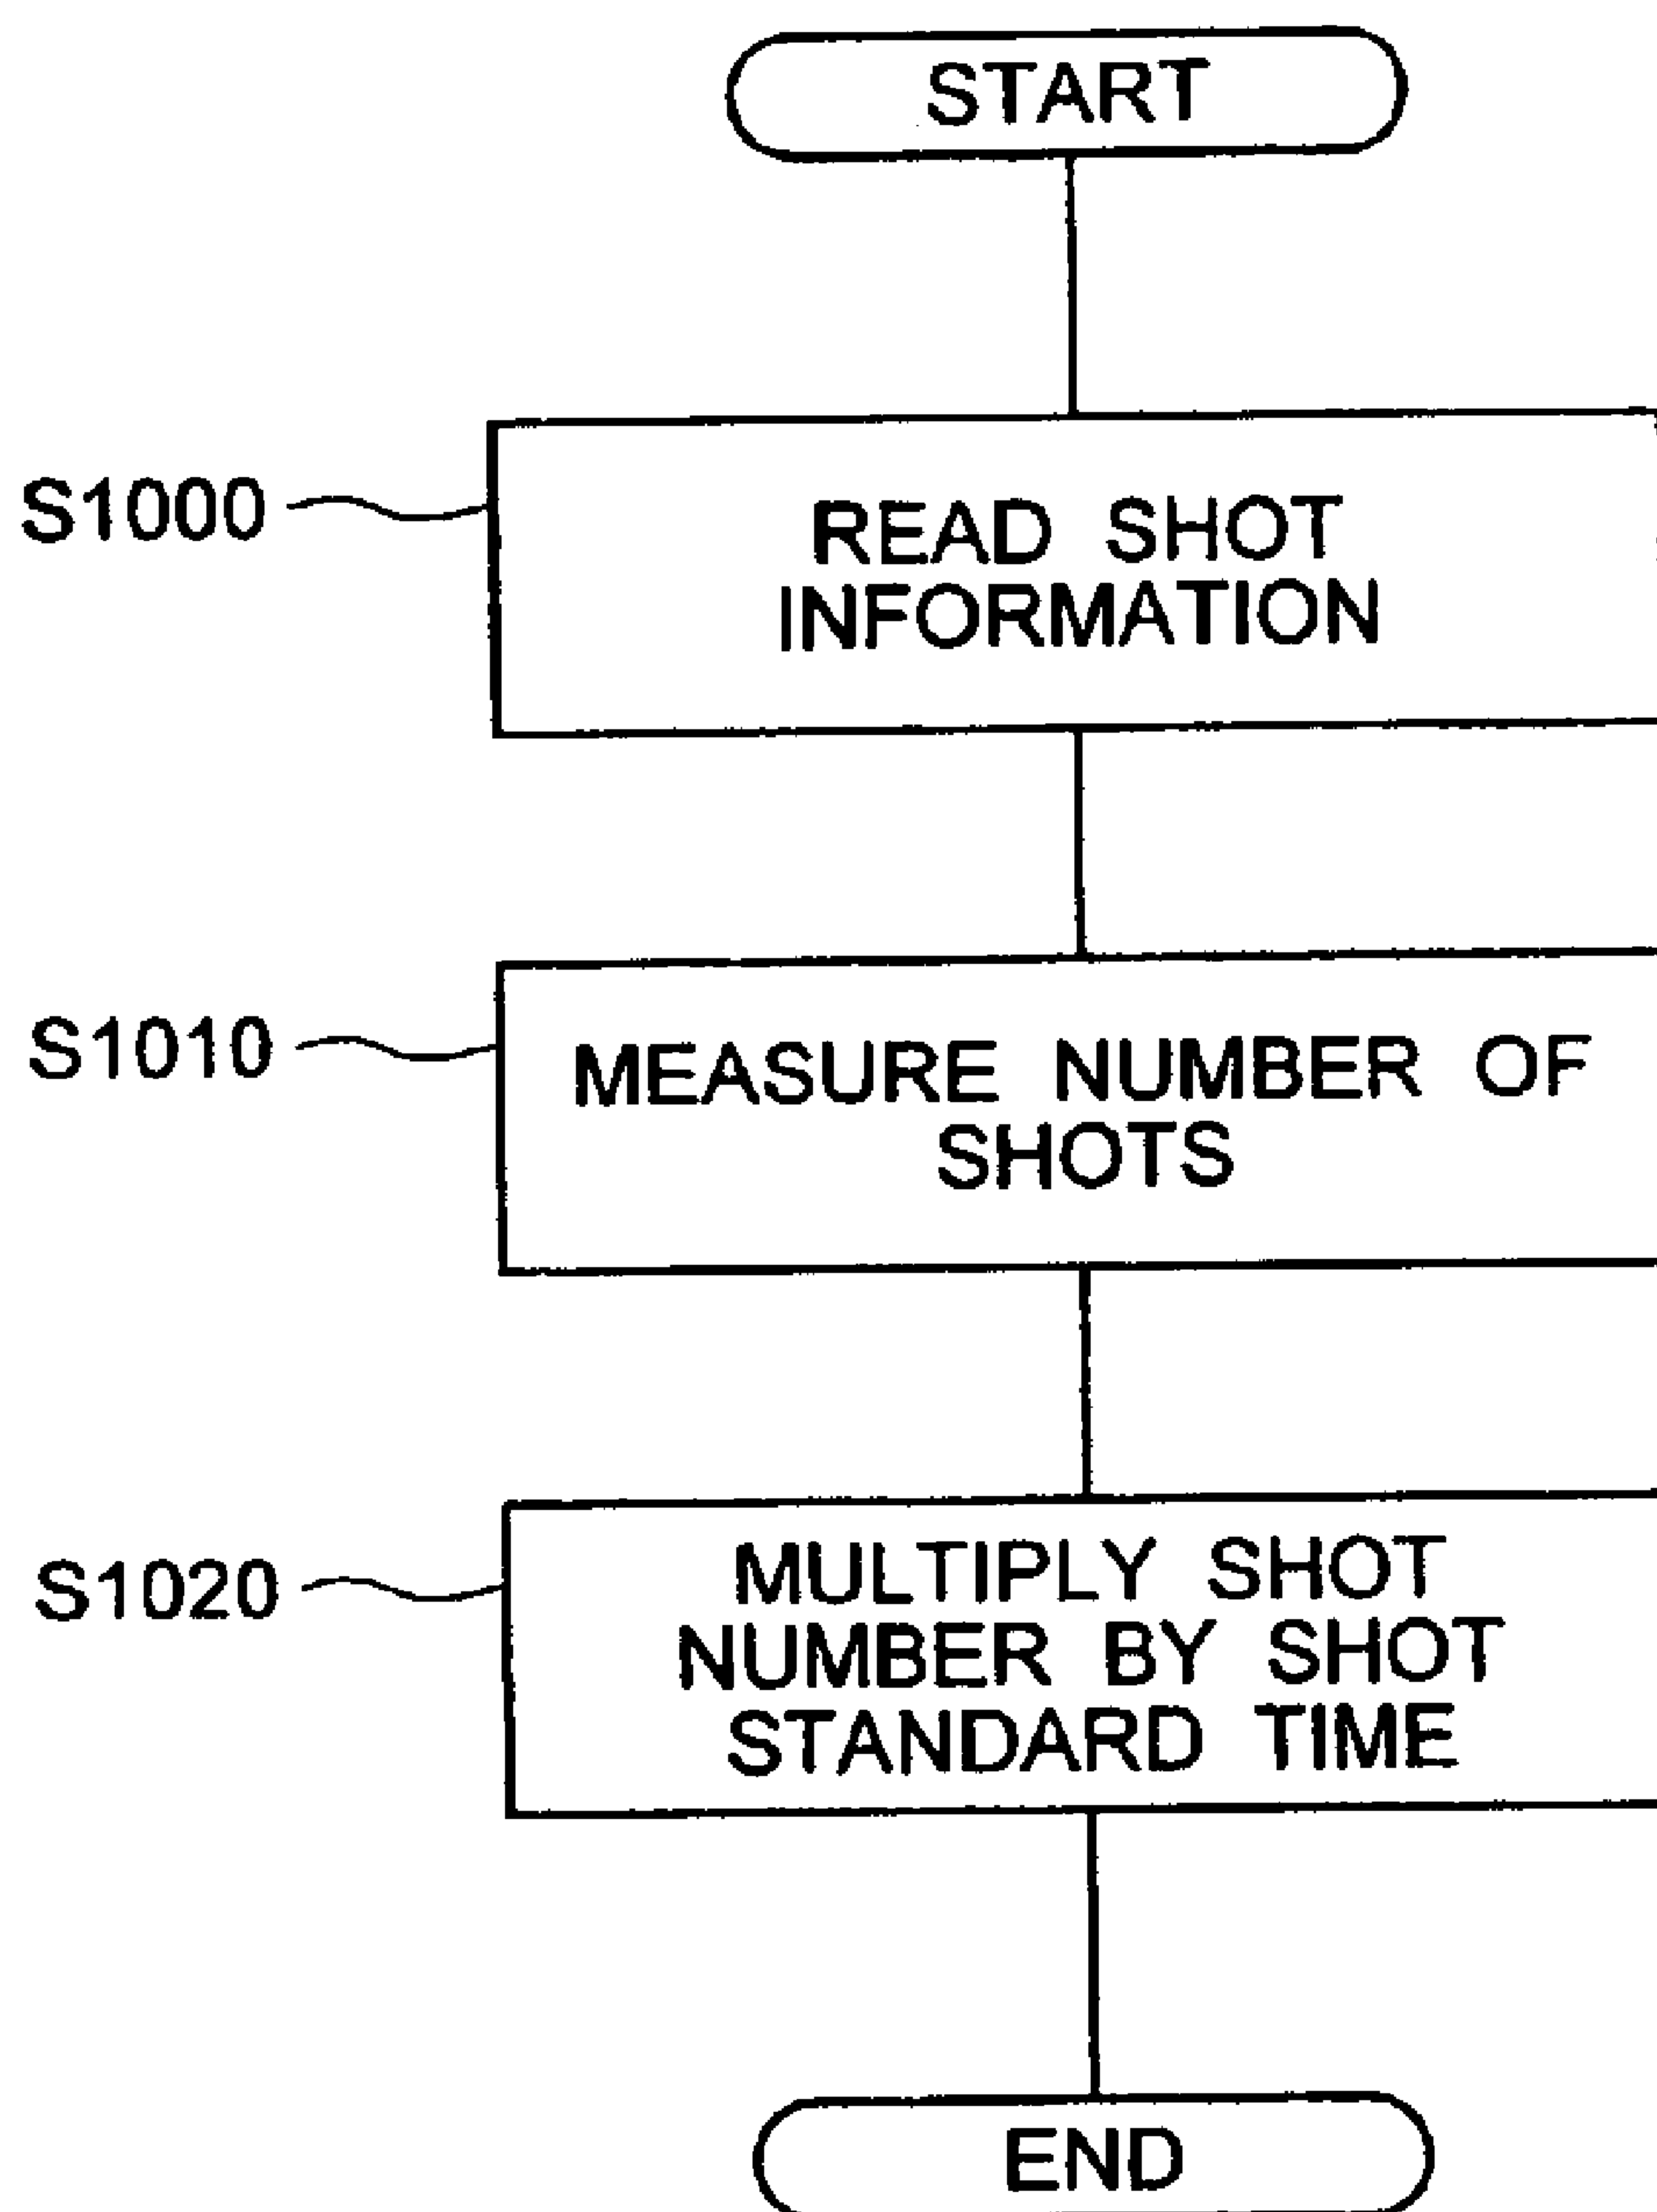 START
S1000
READ SHOT
INFORMATION
S1010
MEASURE NUMBER OF
SHOTS
S1020
MULTIPLY SHOT
NUMBER BY SHOT
STANDARD TIME
END